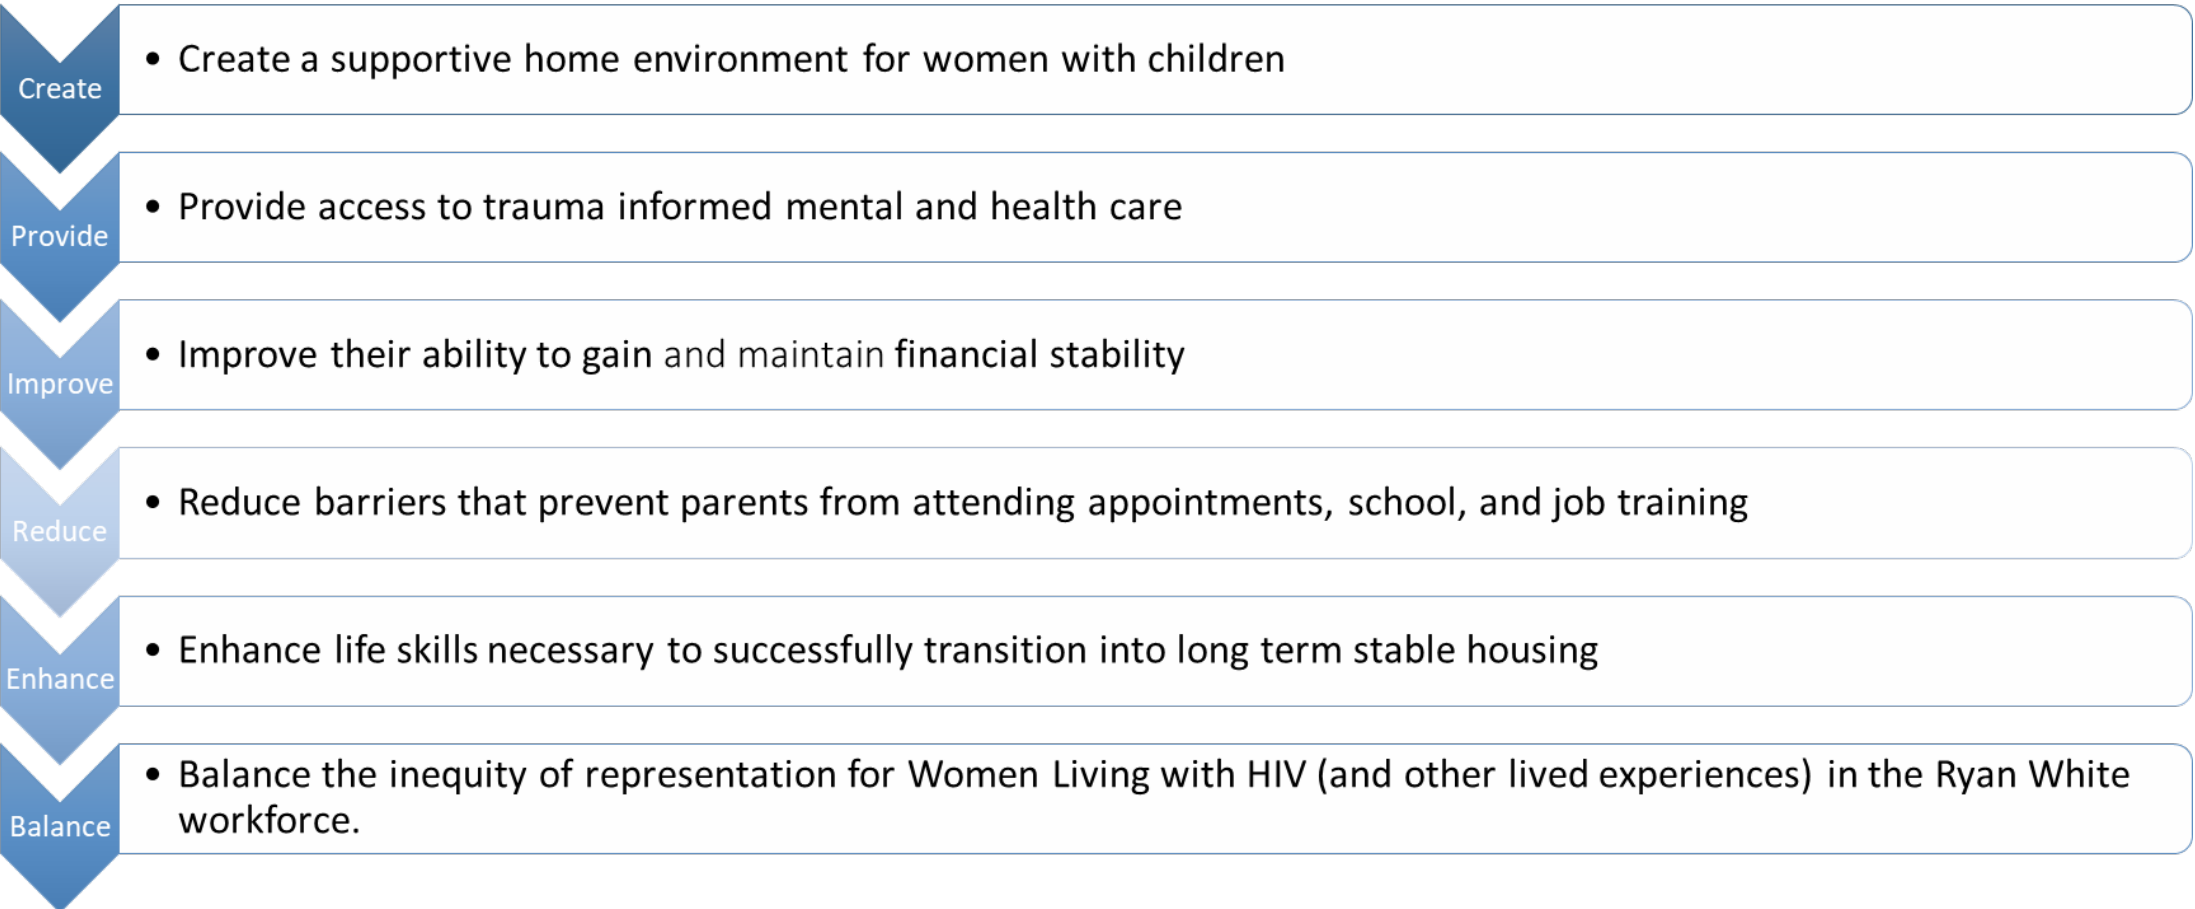 Create
• Create a supportive home environment for women with children
Provide
• Provide access to trauma informed mental and health care
Improve
• Improve their ability to gain and maintain financial stability
Reduce
• Reduce barriers that prevent parents from attending appointments, school, and job training
Enhance
• Enhance life skills necessary to successfully transition into long term stable housing
Balance
• Balance the inequity of representation for Women Living with HIV (and other lived experiences) in the Ryan White
workforce.